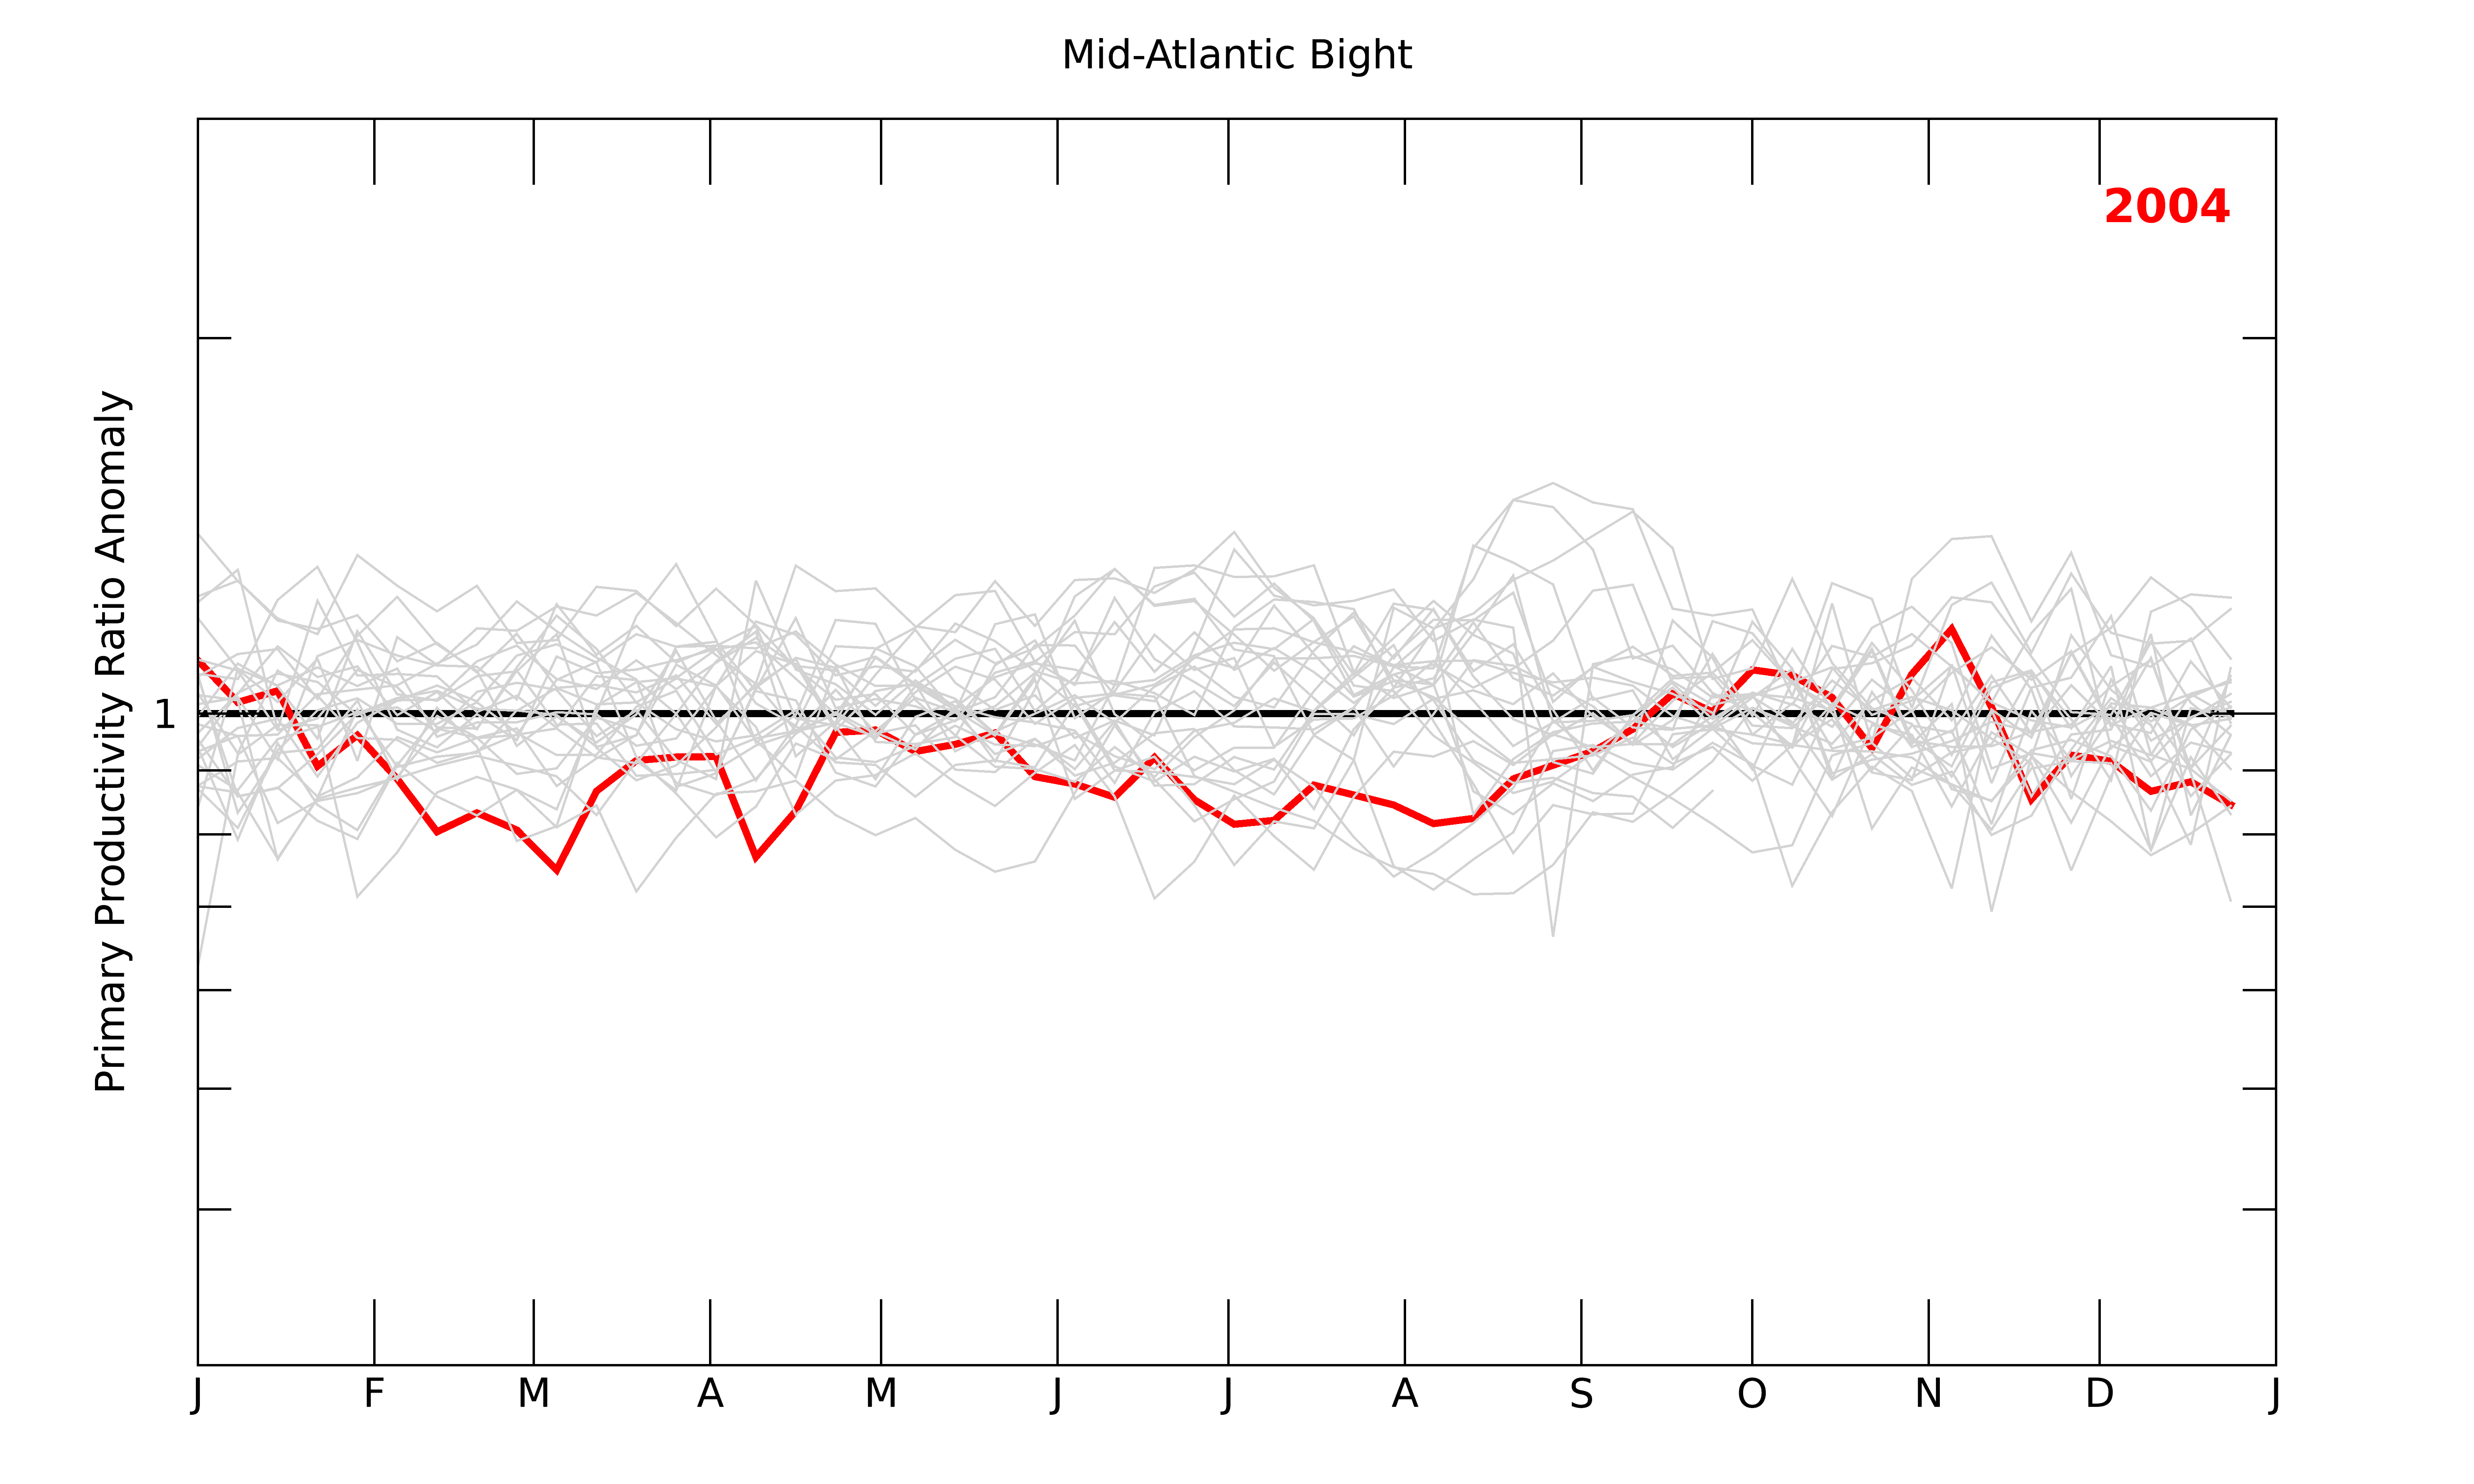 Mid-Atlantic Bight
2004
Primary Productivity Ratio Anomaly
1
J F M A M J J A S O N D J